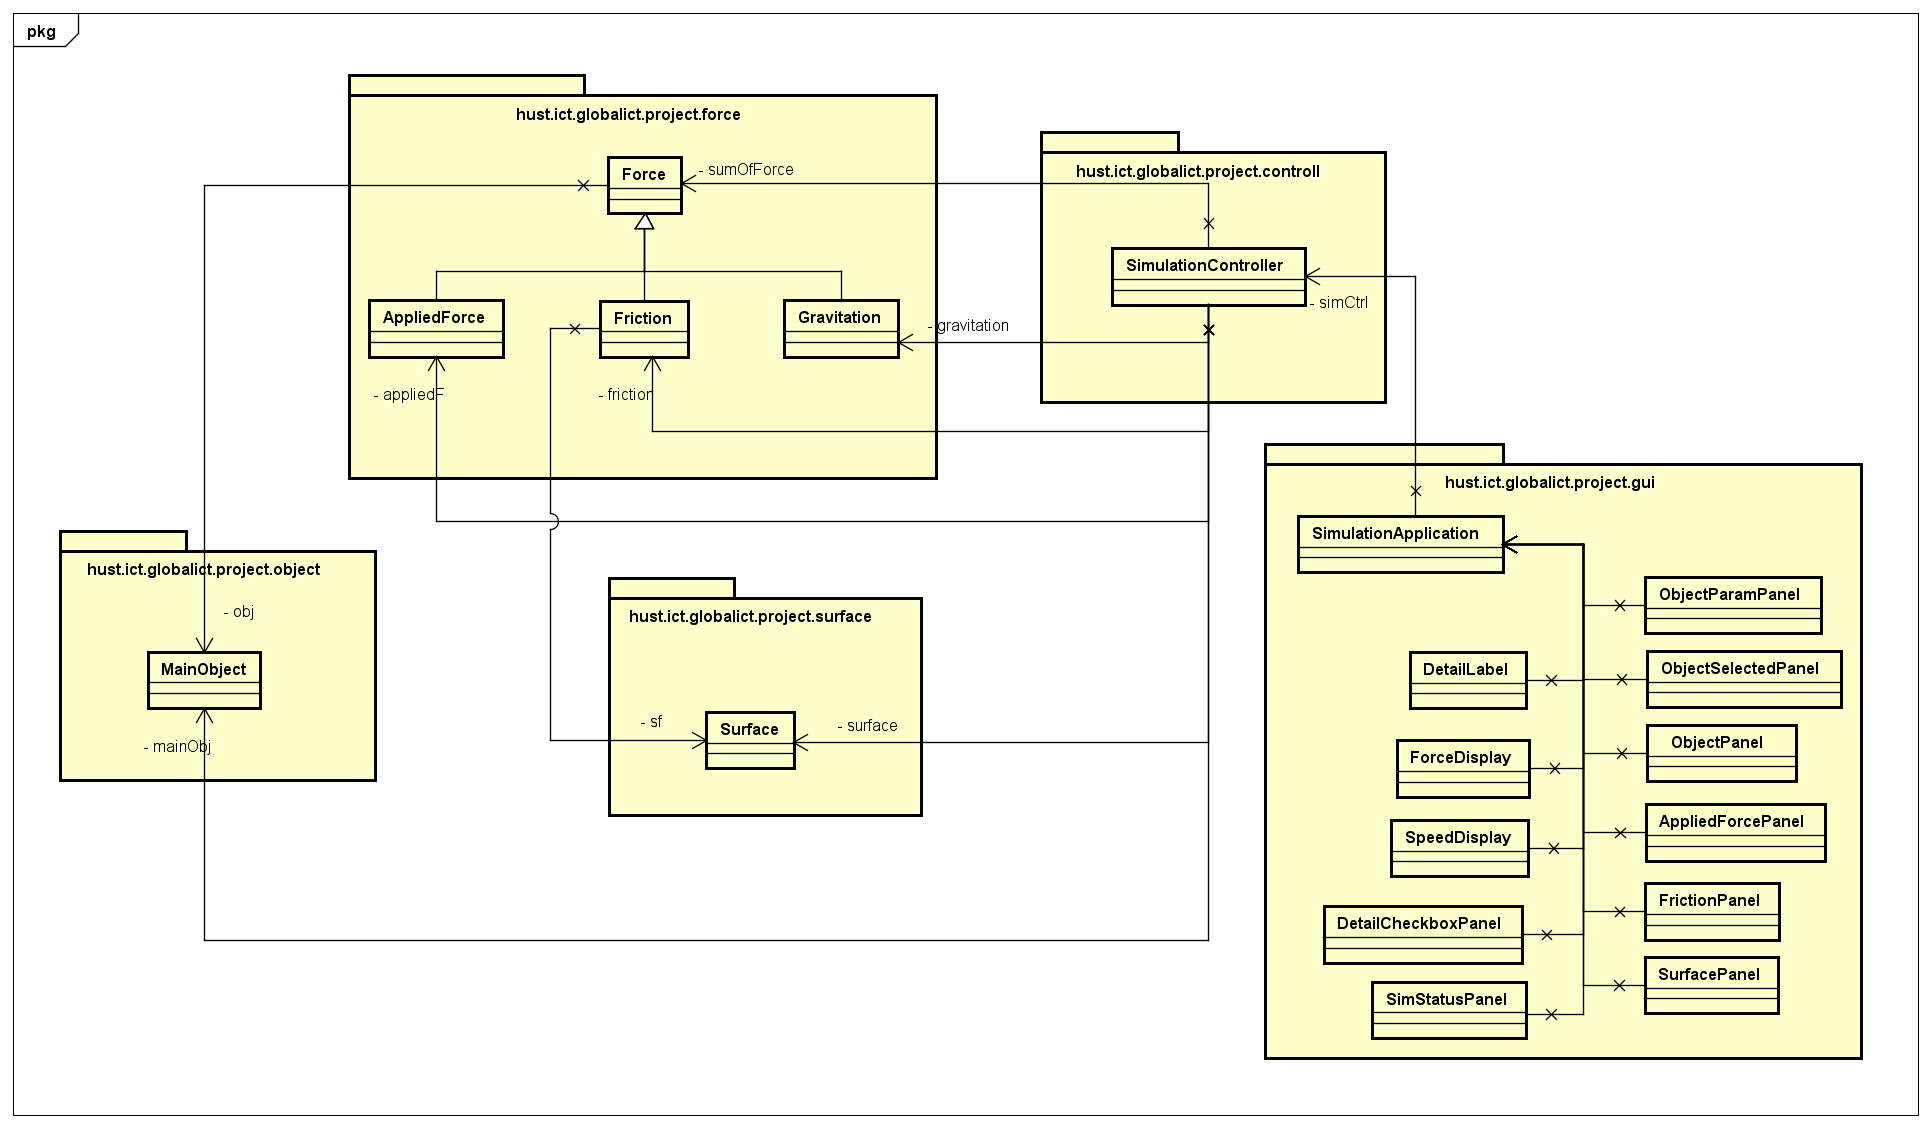 pkg
hust.ict.globalict.project.force
Force
- sumOfForce
AppliedForce
Friction
Gravitation
- gravitation
- appliedF
- friction
hust.ict.globalict.project.controll
SimulationController
- simCtrl
hust.ict.globalict.project.object
- obj
MainObject
- mainObj
hust.ict.globalict.project.surface
- sf
Surface
- surface
hust.ict.globalict.project.gui
SimulationApplication
ObjectParamPanel
DetailLabel
ObjectSelectedPanel
ForceDisplay
ObjectPanel
SpeedDisplay
AppliedForcePanel
DetailCheckboxPanel
FrictionPanel
SimStatusPanel
SurfacePanel